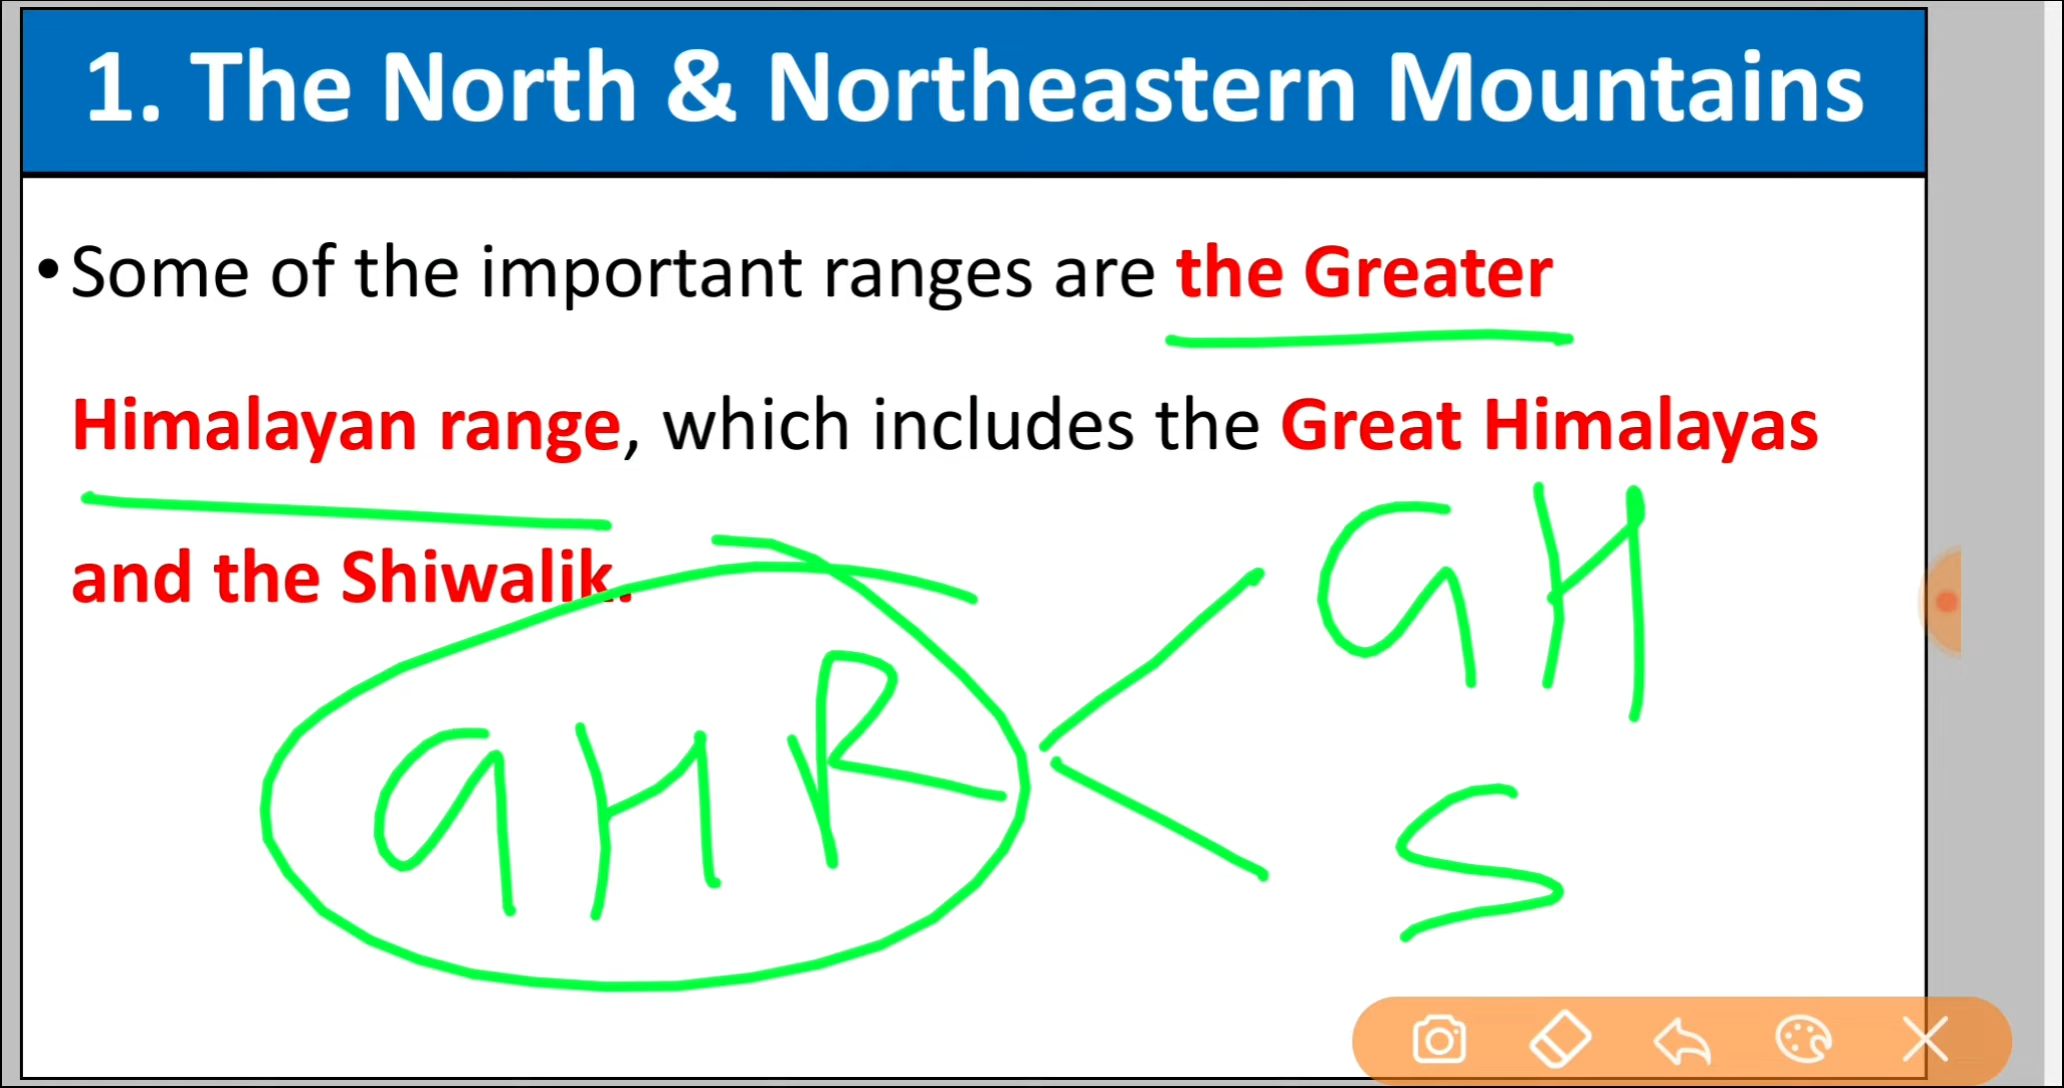 1. The North & Northeastern Mountains
• Some of the important ranges are the Greater
Himalayan range, which includes the Great Himalayas
and the Shiwalik.
GH
GHR
S